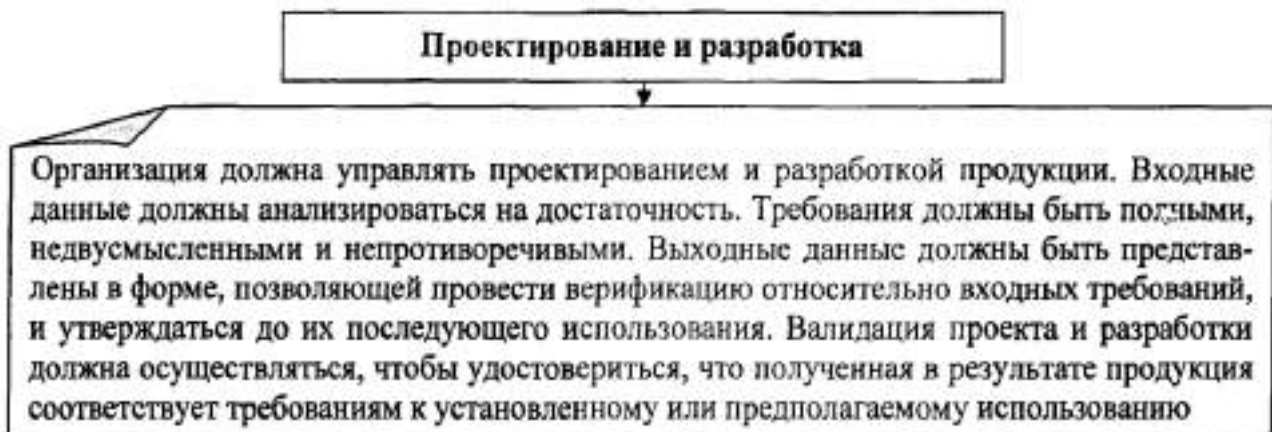 Проектирование и разработка
Организация должна управлять проектированием и разработкой продукции. Входные
данные должны анализироваться на достаточность. Требования должны быть полными,
недвусмысленными и непротиворечивыми. Выходные данные должны быть представ-
лены в форме, позволяющей провести верификацию относительно входных требований,
и утверждаться до их последующего использования. Валидация проекта и разработки
должна осуществляться, чтобы удостовериться, что полученная в результате продукция
соответствует требованиям к установленному или предполагаемому использованию